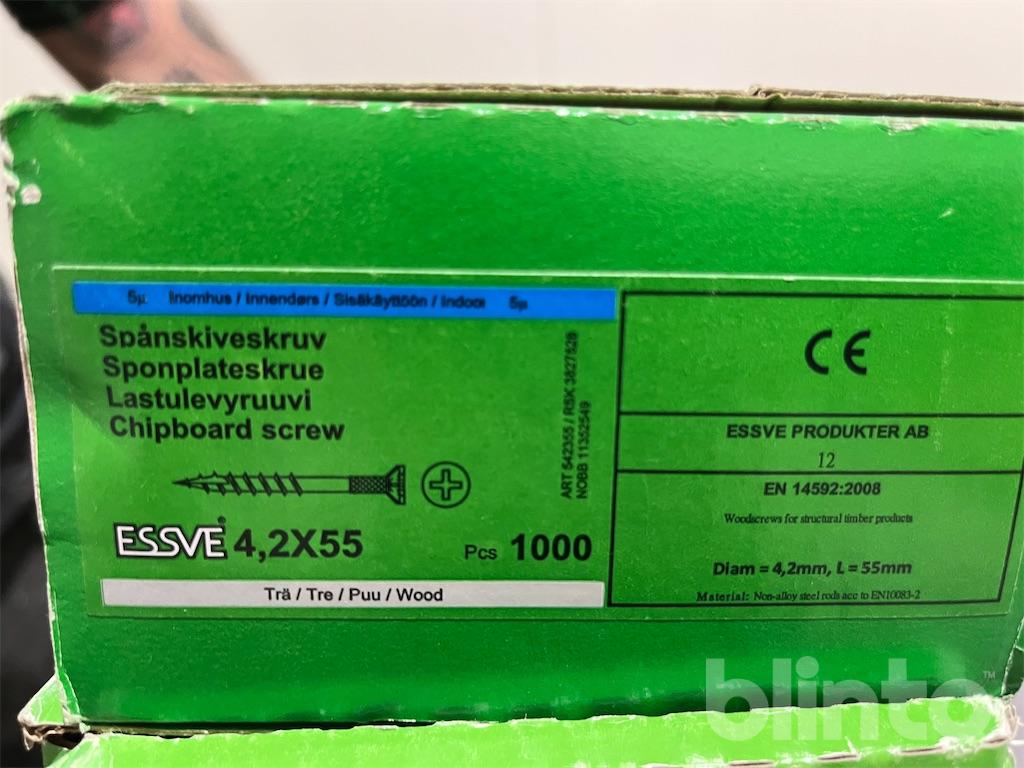 5µ Inomhus / Innendørs / Sisäkäyttöön / Indoor 5µ
Spånskiveskruv
Sponplateskrue
Lastulevyruuvi
Chipboard screw
ART 542355 / RSK 3827628
NOBB 11352549
ESSVE® 4,2X55
Pcs 1000
Trä / Tre / Puu / Wood
CE
ESSVE PRODUKTER AB
12
EN 14592:2008
Woodscrews for structural timber products
Diam = 4,2mm, L = 55mm
Material: Non-alloy steel rods acc to EN10083-2
blinto™